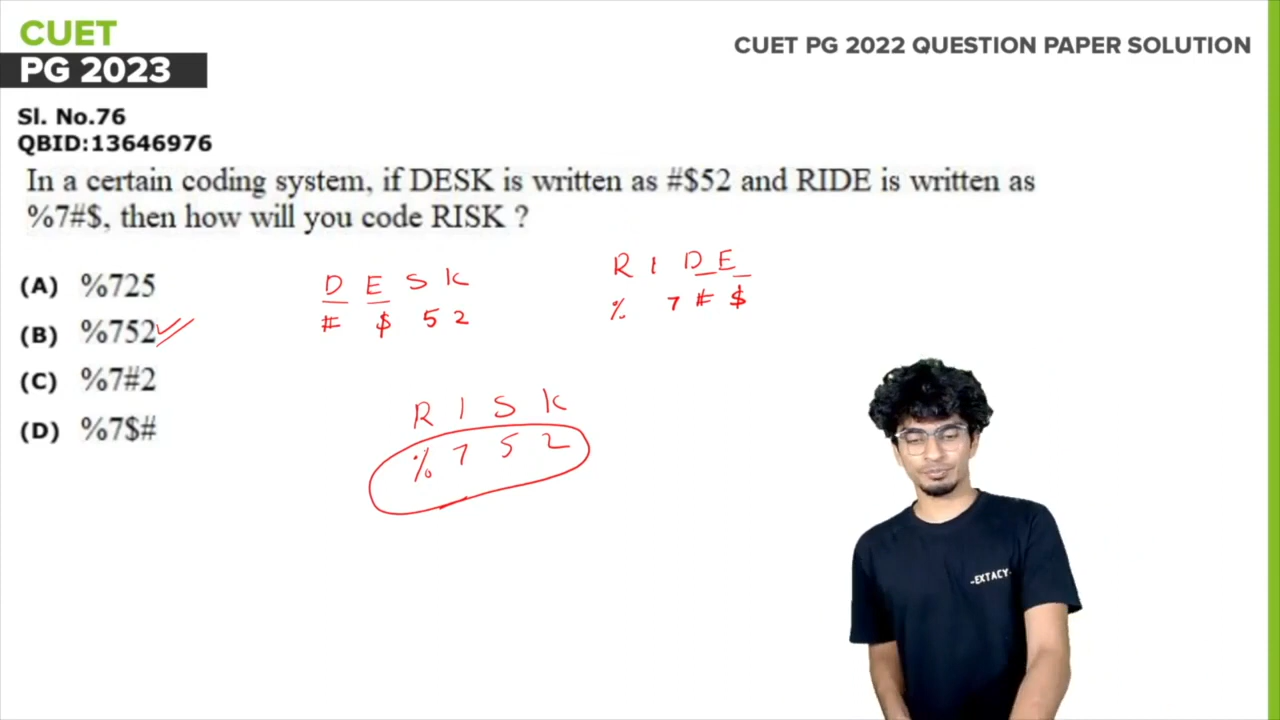 CUET
PG 2023
CUET PG 2022 QUESTION PAPER SOLUTION
Sl. No.76
QBID:13646976
In a certain coding system, if DESK is written as #$52 and RIDE is written as
%7#$, then how will you code RISK ?
(A) %725
(B) %752
(C) %7#2
(D) %7$#
D E S K
# $ 5 2
R I D E
% 7 # $
R I S K
% 7 5 2
-EXTACY-